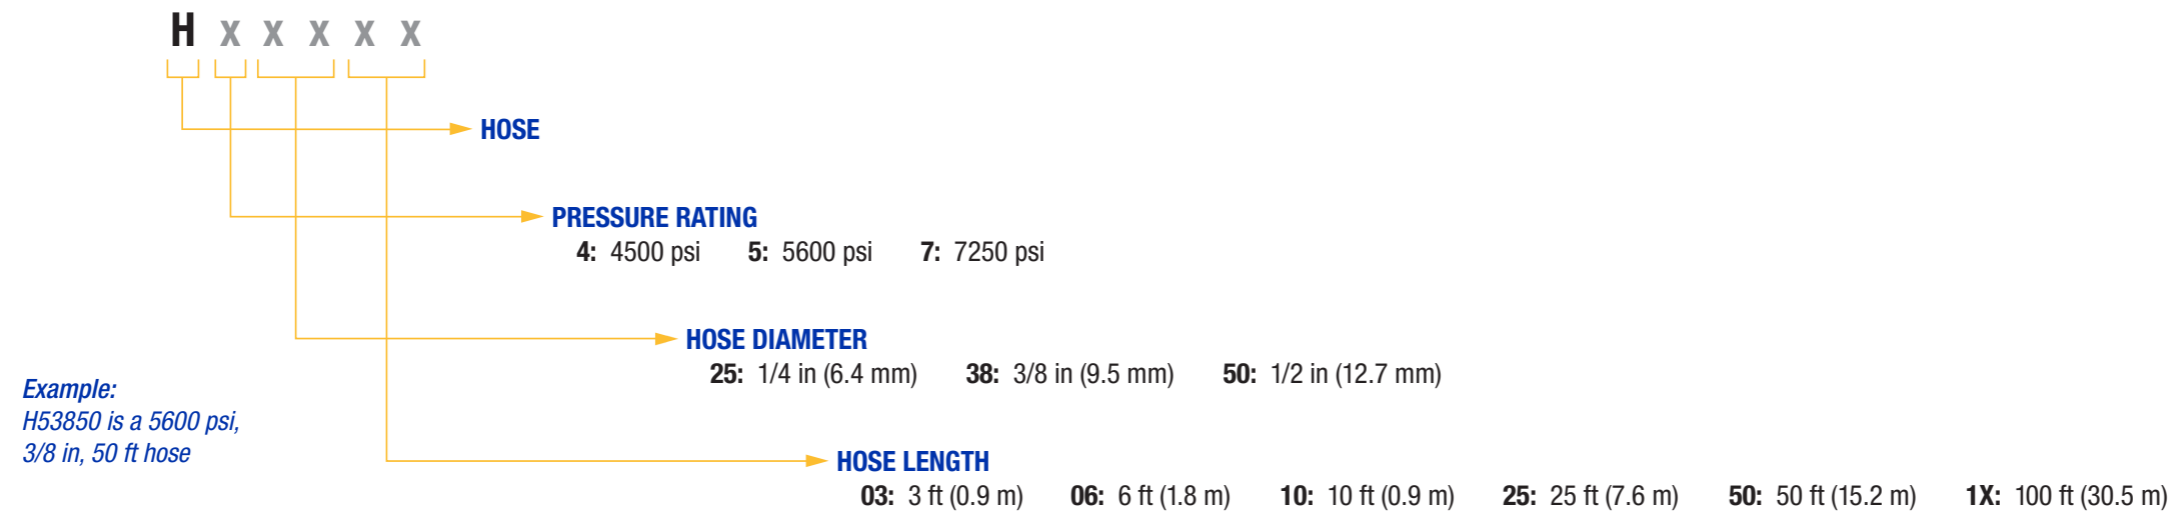 H x x x x x
HOSE
PRESSURE RATING
4: 4500 psi 5: 5600 psi 7: 7250 psi
HOSE DIAMETER
25: 1/4 in (6.4 mm) 38: 3/8 in (9.5 mm) 50: 1/2 in (12.7 mm)
Example:
H53850 is a 5600 psi,
3/8 in, 50 ft hose
HOSE LENGTH
03: 3 ft (0.9 m) 06: 6 ft (1.8 m) 10: 10 ft (0.9 m) 25: 25 ft (7.6 m) 50: 50 ft (15.2 m) 1X: 100 ft (30.5 m)